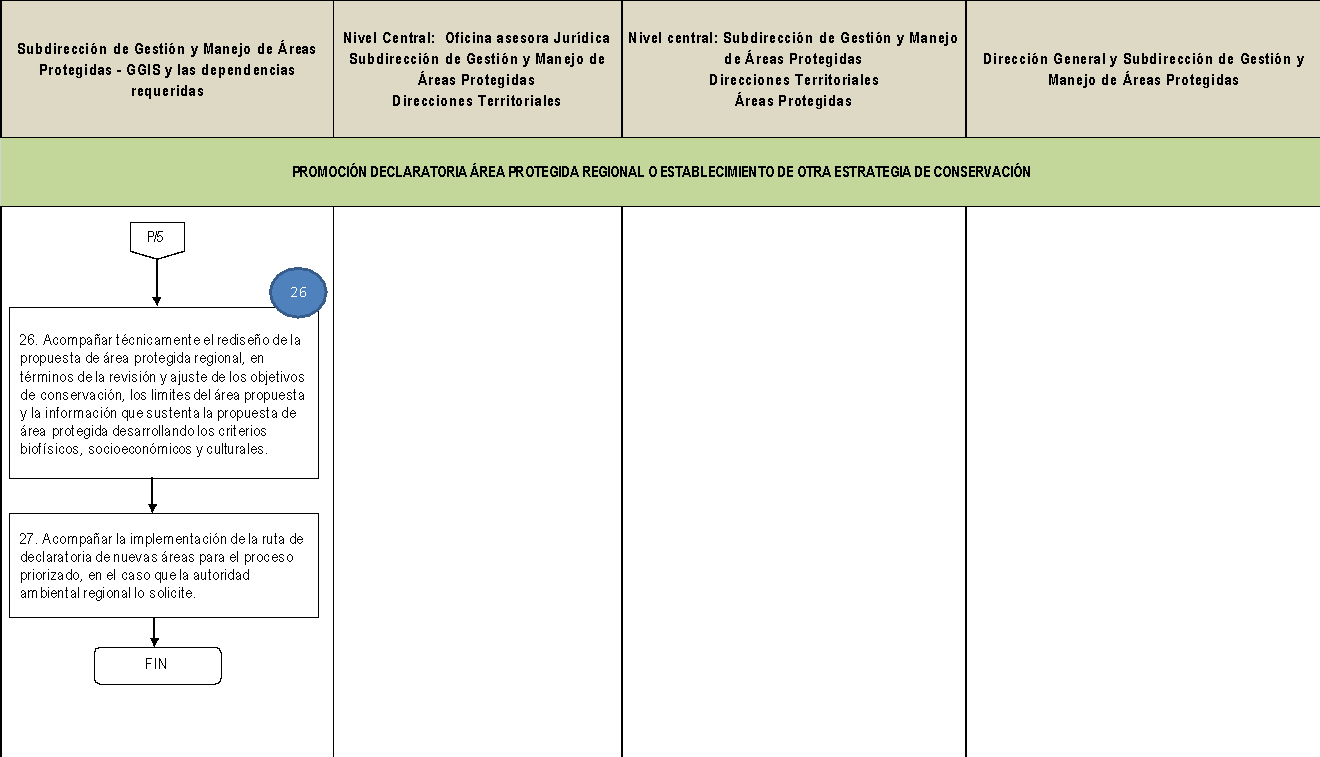 Subdirección de Gestión y Manejo de Áreas
Protegidas - GGIS y las dependencias
requeridas
Nivel Central:  Oficina asesora Jurídica
Subdirección de Gestión y Manejo de
Áreas Protegidas
Direcciones Territoriales
Nivel central: Subdirección de Gestión y Manejo
de Áreas Protegidas
Direcciones Territoriales
Áreas Protegidas
Dirección General y Subdirección de Gestión y
Manejo de Áreas Protegidas
PROMOCIÓN DECLARATORIA ÁREA PROTEGIDA REGIONAL O ESTABLECIMIENTO DE OTRA ESTRATEGIA DE CONSERVACIÓN
P/5
26
26. Acompañar técnicamente el rediseño de la
propuesta de área protegida regional, en
términos de la revisión y ajuste de los objetivos
de conservación, los limites del área propuesta
y la información que sustenta la propuesta de
área protegida desarrollando los criterios
biofísicos, socioeconómicos y culturales.
27. Acompañar la implementación de la ruta de
declaratoria de nuevas áreas para el proceso
priorizado, en el caso que la autoridad
ambiental regional lo solicite.
FIN